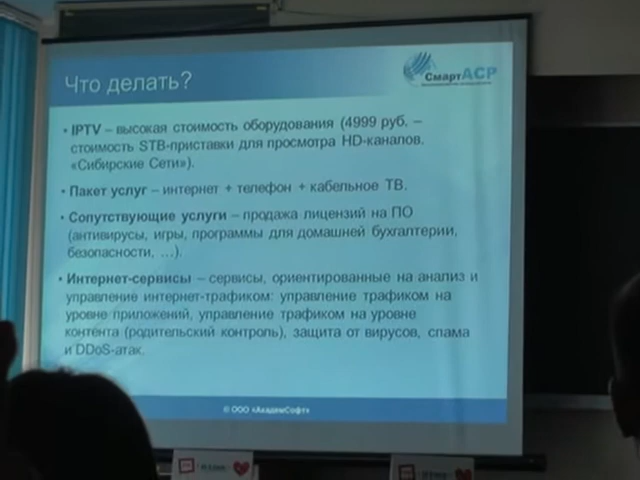 Что делать?
СмартАСР
• IPTV – высокая стоимость оборудования (4999 руб. –
стоимость STB-приставки для просмотра HD-каналов.
«Сибирские Сети»).
• Пакет услуг – интернет + телефон + кабельное ТВ.
• Сопутствующие услуги – продажа лицензий на ПО
(антивирусы, игры, программы для домашней бухгалтерии,
безопасности, …).
• Интернет-сервисы – сервисы, ориентированные на анализ и
управление интернет-трафиком: управление трафиком на
уровне приложений, управление трафиком на уровне
контента (родительский контроль), защита от вирусов, спама
и DDoS-атак.
© ООО «АкадемСофт»